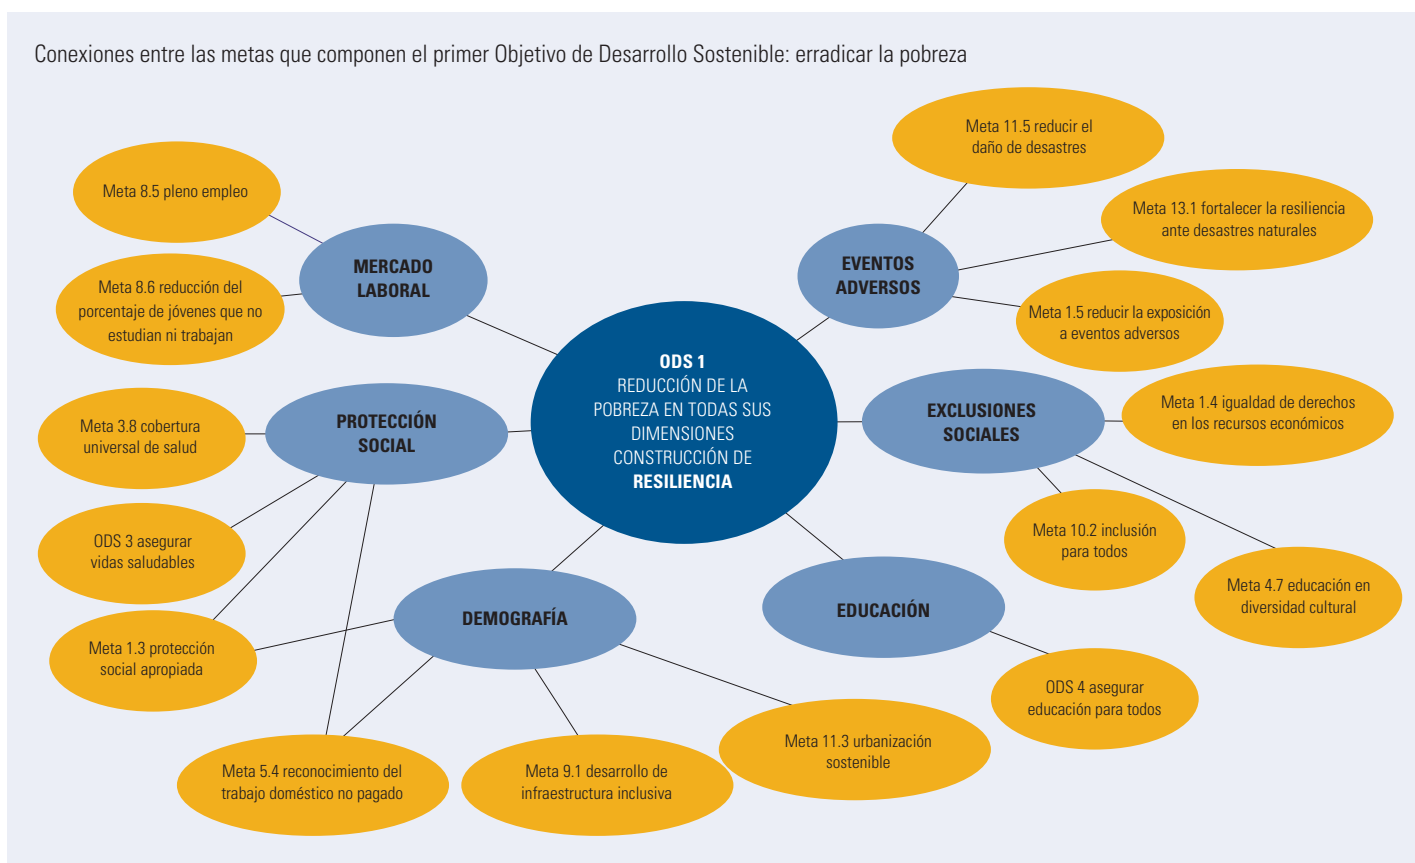 Conexiones entre las metas que componen el primer Objetivo de Desarrollo Sostenible: erradicar la pobreza
Meta 11.5 reducir el
daño de desastres
Meta 8.5 pleno empleo
Meta 13.1 fortalecer la resiliencia
ante desastres naturales
MERCADO
LABORAL
EVENTOS
ADVERSOS
Meta 8.6 reducción del
porcentaje de jóvenes que no
estudian ni trabajan
Meta 1.5 reducir la exposición
a eventos adversos
ODS 1
REDUCCIÓN DE LA
POBREZA EN TODAS SUS
DIMENSIONES
CONSTRUCCIÓN DE
RESILIENCIA
Meta 3.8 cobertura
universal de salud
PROTECCIÓN
SOCIAL
EXCLUSIONES
SOCIALES
Meta 1.4 igualdad de derechos
en los recursos económicos
ODS 3 asegurar
vidas saludables
Meta 10.2 inclusión
para todos
Meta 4.7 educación en
diversidad cultural
DEMOGRAFÍA
EDUCACIÓN
Meta 1.3 protección
social apropiada
ODS 4 asegurar
educación para todos
Meta 5.4 reconocimiento del
trabajo doméstico no pagado
Meta 9.1 desarrollo de
infraestructura inclusiva
Meta 11.3 urbanización
sostenible